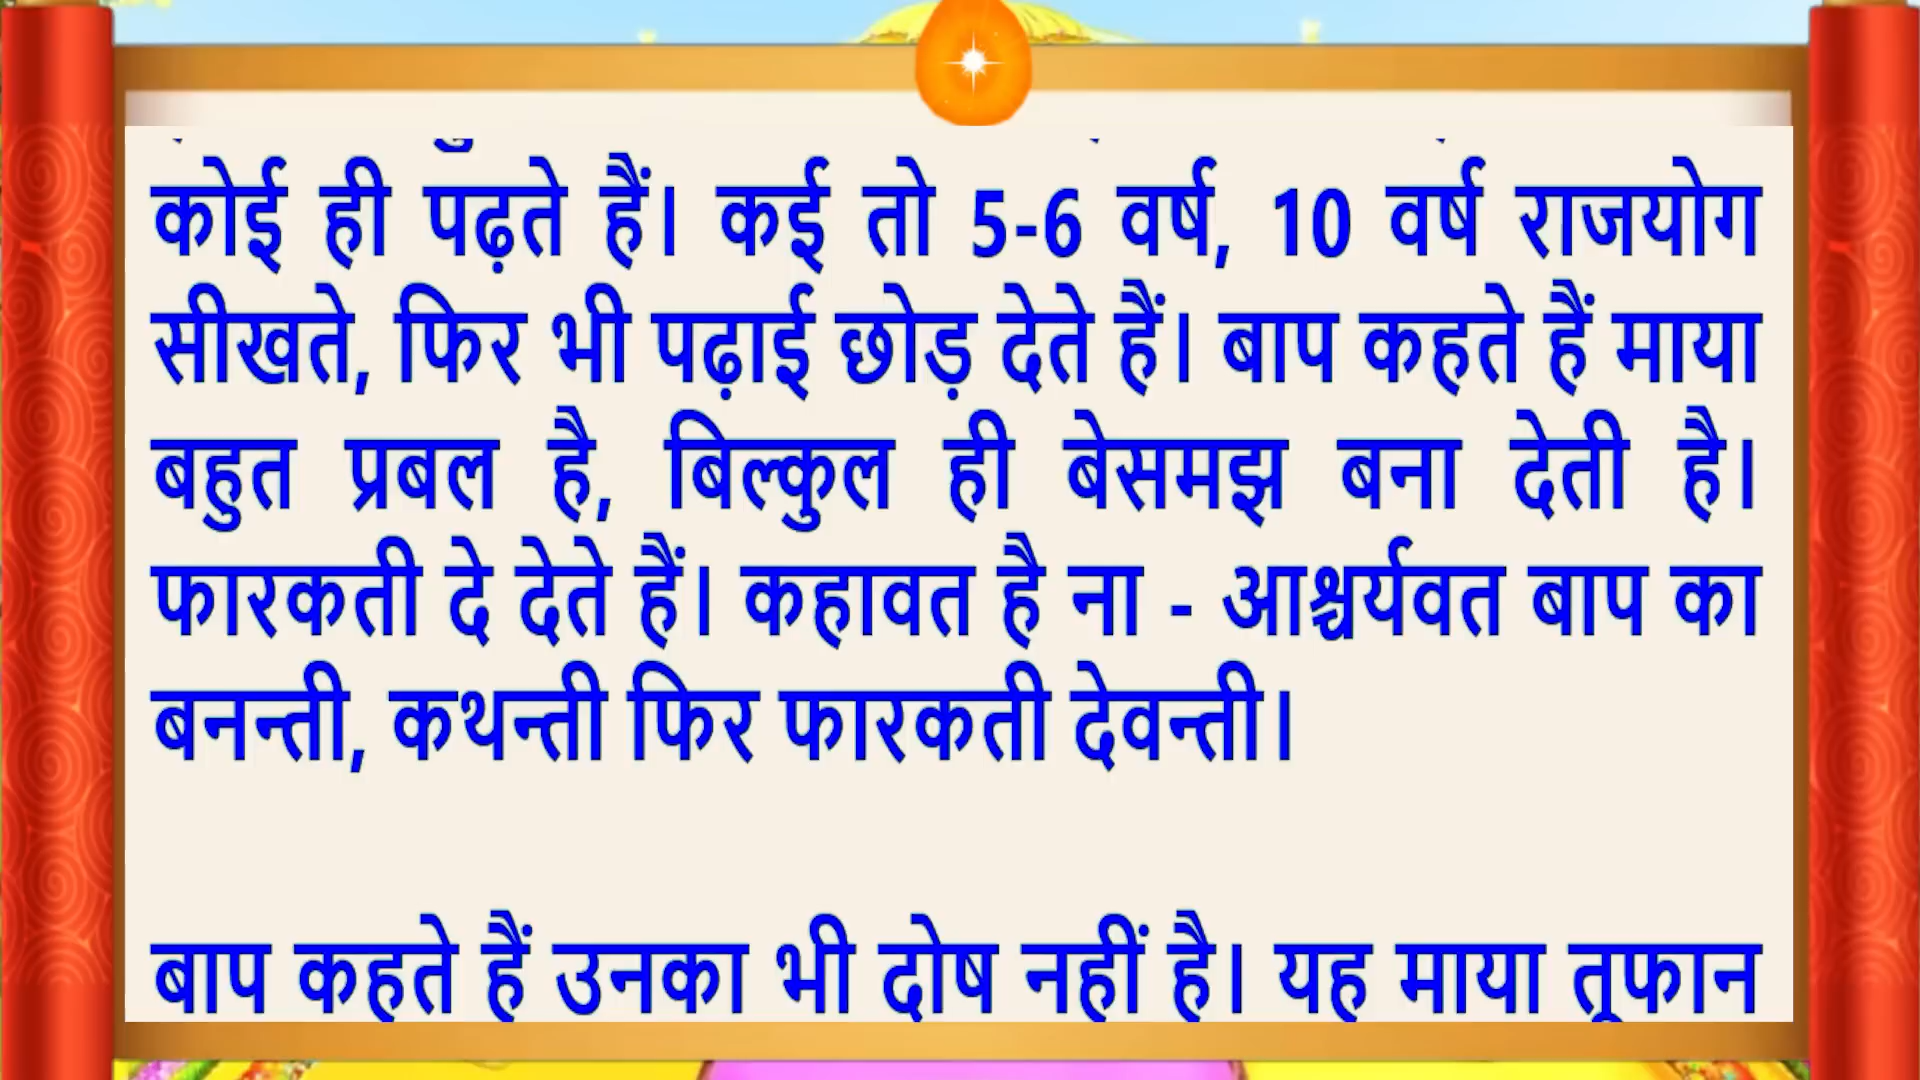 कोई ही पढ़ते हैं। कई तो 5-6 वर्ष, 10 वर्ष राजयोग
सीखते, फिर भी पढ़ाई छोड़ देते हैं। बाप कहते हैं माया
बहुत प्रबल है, बिल्कुल ही बेसमझ बना देती है।
फारकती दे देते हैं। कहावत है ना - आश्चर्यवत बाप का
बनन्ती, कथन्ती फिर फारकती देवन्ती।
बाप कहते हैं उनका भी दोष नहीं है। यह माया तूफान